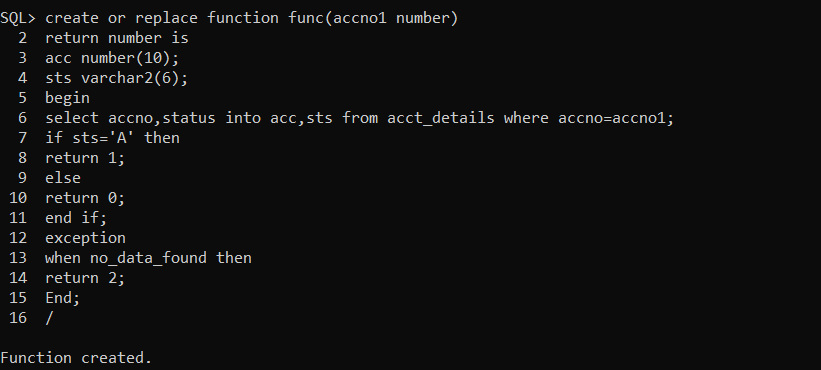 SQL> create or replace function func(accno1 number)
  2  return number is
  3  acc number(10);
  4  sts varchar2(6);
  5  begin
  6  select accno,status into acc,sts from acct_details where accno=accno1;
  7  if sts='A' then
  8  return 1;
  9  else
 10  return 0;
 11  end if;
 12  exception
 13  when no_data_found then
 14  return 2;
 15  End;
 16  /
Function created.